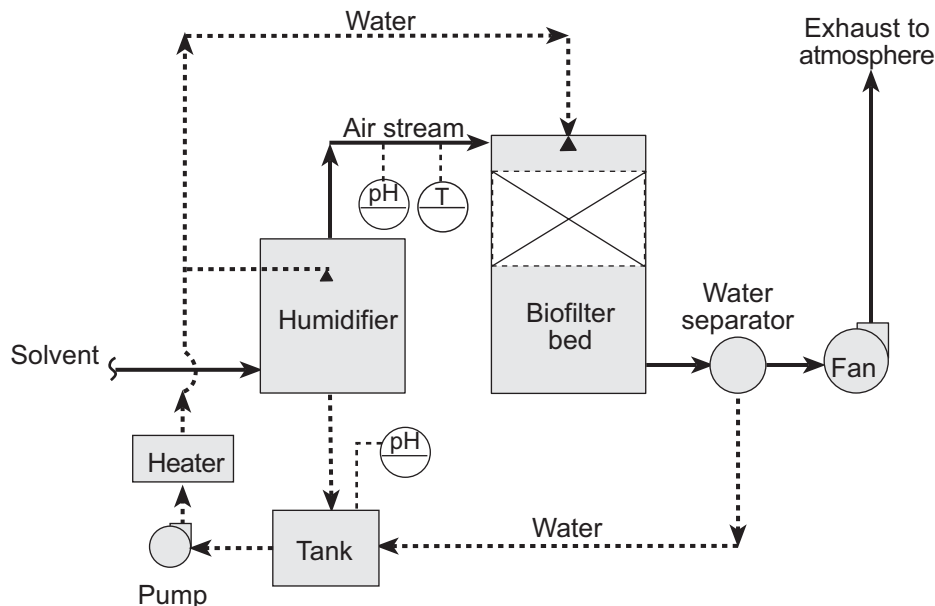 Water
Exhaust to
atmosphere
Air stream
pH
T
Humidifier
Biofilter
bed
Water
separator
Solvent
Fan
pH
Heater
Water
Tank
Pump